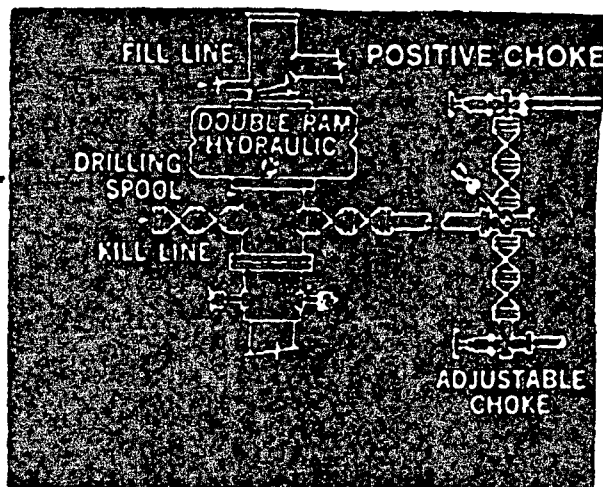 FILL LINE
POSITIVE CHOKE
DOUBLE RAM
HYDRAULIC
DRILLING
SPOOL
KILL LINE
ADJUSTABLE
CHOKE